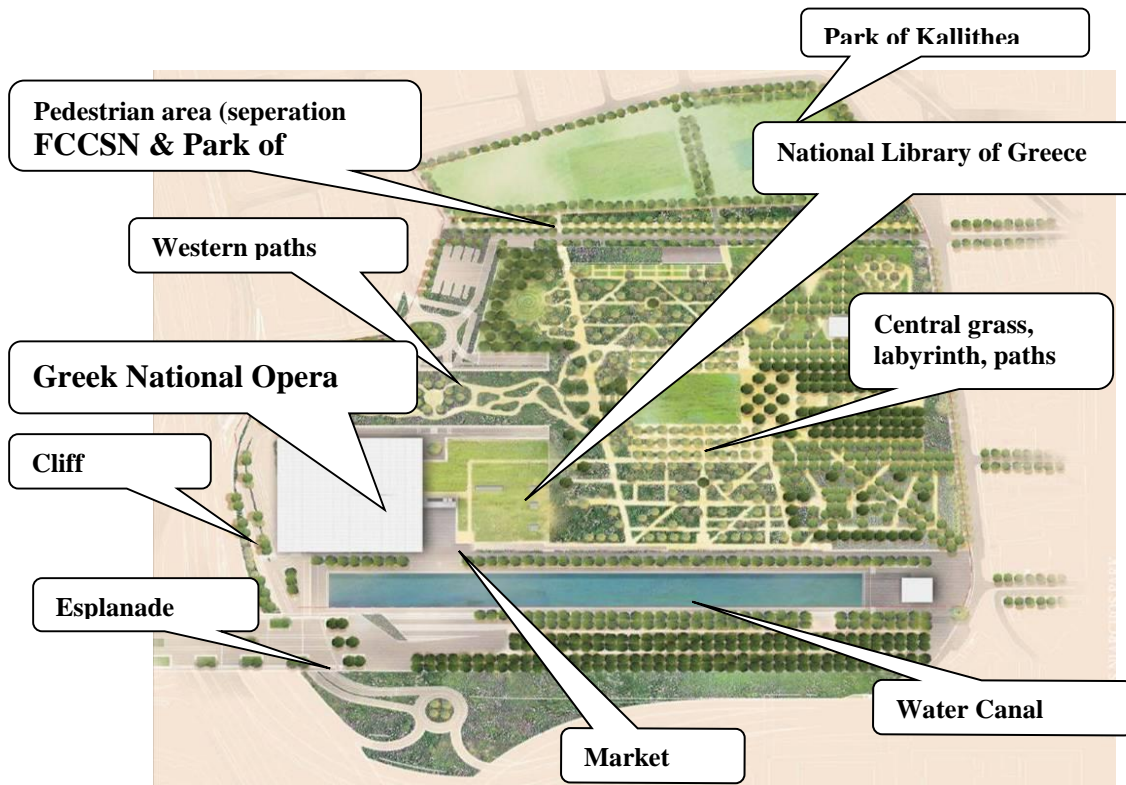 Park of Kallithea
Pedestrian area (seperation
FCCSN & Park of
National Library of Greece
Western paths
Central grass,
labyrinth, paths
Greek National Opera
Cliff
Esplanade
Water Canal
Market